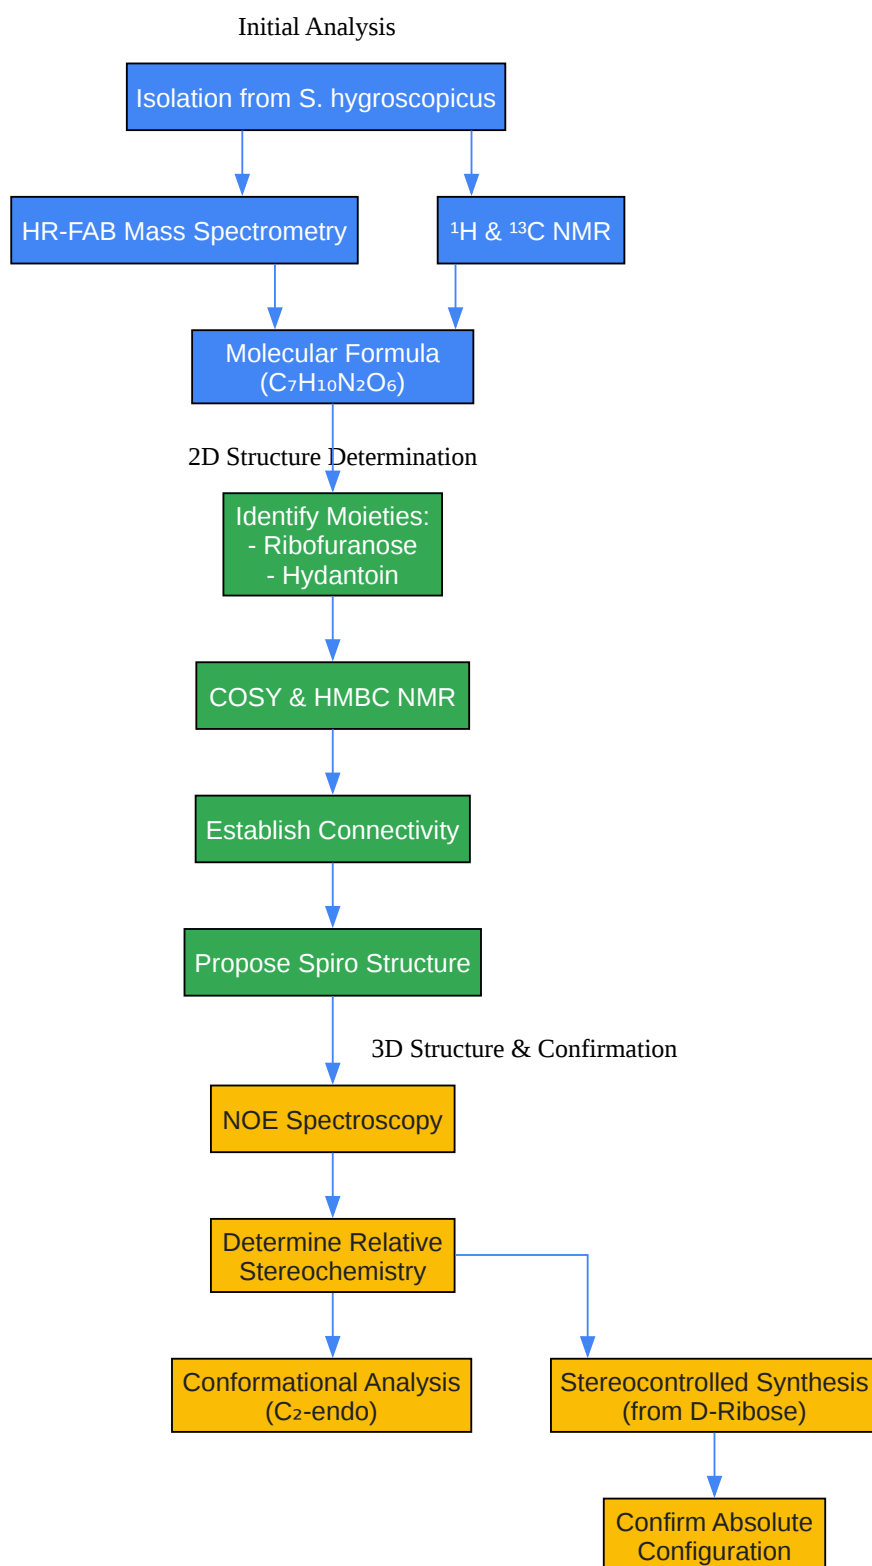 Initial Analysis
Isolation from S. hygroscopicus
HR-FAB Mass Spectrometry
¹H & ¹³C NMR
Molecular Formula
(C₇H₁₀N₂O₆)
2D Structure Determination
Identify Moieties:
- Ribofuranose
- Hydantoin
COSY & HMBC NMR
Establish Connectivity
Propose Spiro Structure
3D Structure & Confirmation
NOE Spectroscopy
Determine Relative
Stereochemistry
Conformational Analysis
(C₂-endo)
Stereocontrolled Synthesis
(from D-Ribose)
Confirm Absolute
Configuration